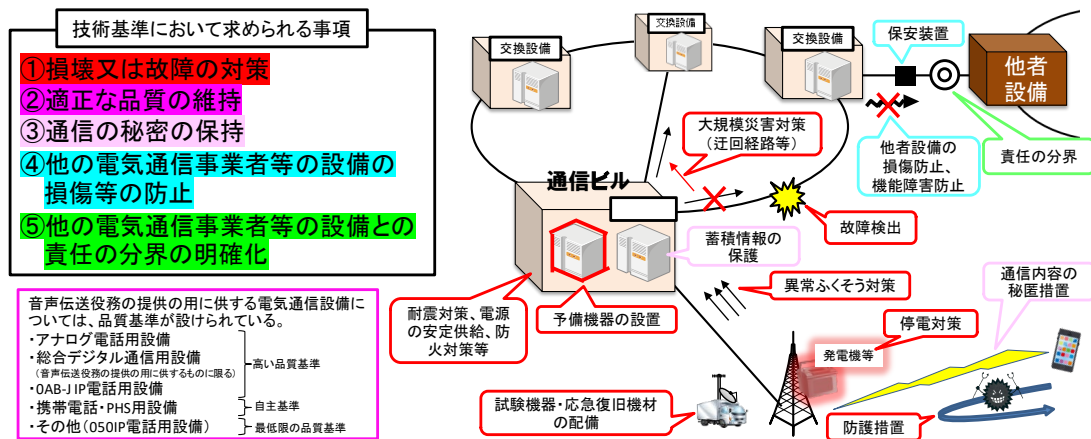 技術基準において求められる事項
①損壊又は故障の対策
②適正な品質の維持
③通信の秘密の保持
④他の電気通信事業者等の設備の
損傷等の防止
⑤他の電気通信事業者等の設備との
責任の分界の明確化
音声伝送役務の提供の用に供する電気通信設備に
ついては、品質基準が設けられている。
・アナログ電話用設備
・総合デジタル通信用設備
(音声伝送役務の提供の用に供するものに限る)
・0AB-J IP電話用設備
高い品質基準
・携帯電話・PHS用設備
自主基準
・その他(050IP電話用設備)
最低限の品質基準
交換設備
交換設備
交換設備
保安装置
他者
設備
大規模災害対策
(迂回経路等)
他者設備の
損傷防止、
機能障害防止
責任の分界
通信ビル
故障検出
蓄積情報の
保護
異常ふくそう対策
通信内容の
秘匿措置
耐震対策、電源
の安定供給、防
火対策等
予備機器の設置
停電対策
発電機等
試験機器・応急復旧機材
の配備
防護措置